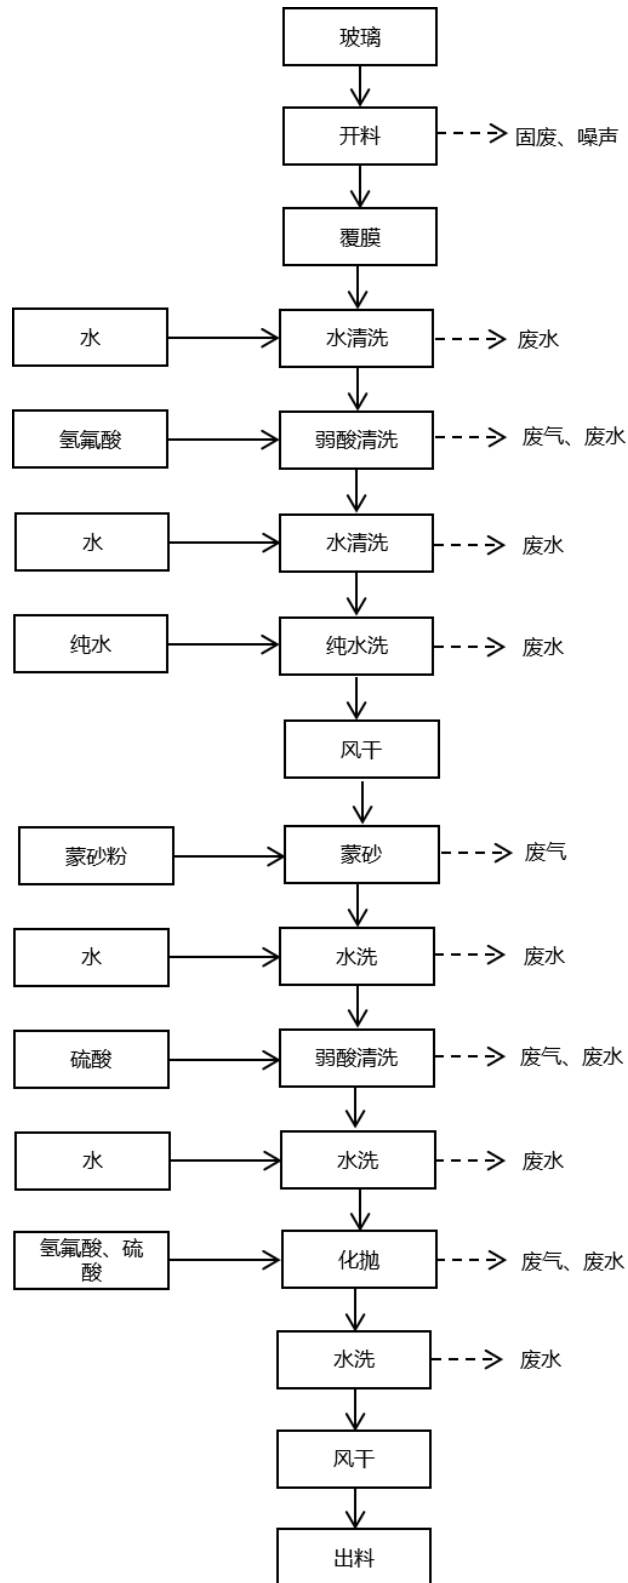 玻璃
开料
固废、噪声
覆膜
水
水清洗
废水
氢氟酸
弱酸清洗
废气、废水
水
水清洗
废水
纯水
纯水洗
废水
风干
蒙砂粉
蒙砂
废气
水
水洗
废水
硫酸
弱酸清洗
废气、废水
水
水洗
废水
氢氟酸、硫
酸
化抛
废气、废水
水洗
废水
风干
出料